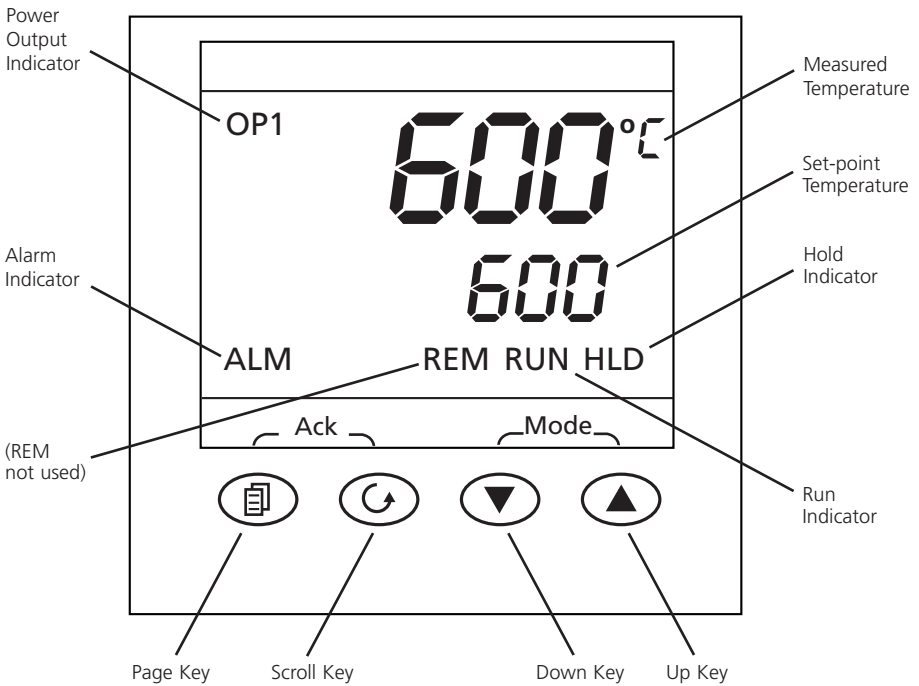 Power
Output
Indicator
Measured
Temperature
OP1
600°C
Set-point
Temperature
Alarm
Indicator
600
Hold
Indicator
ALM
REM RUN HLD
Ack
Mode
(REM
not used)
Run
Indicator
Page Key
Scroll Key
Down Key
Up Key